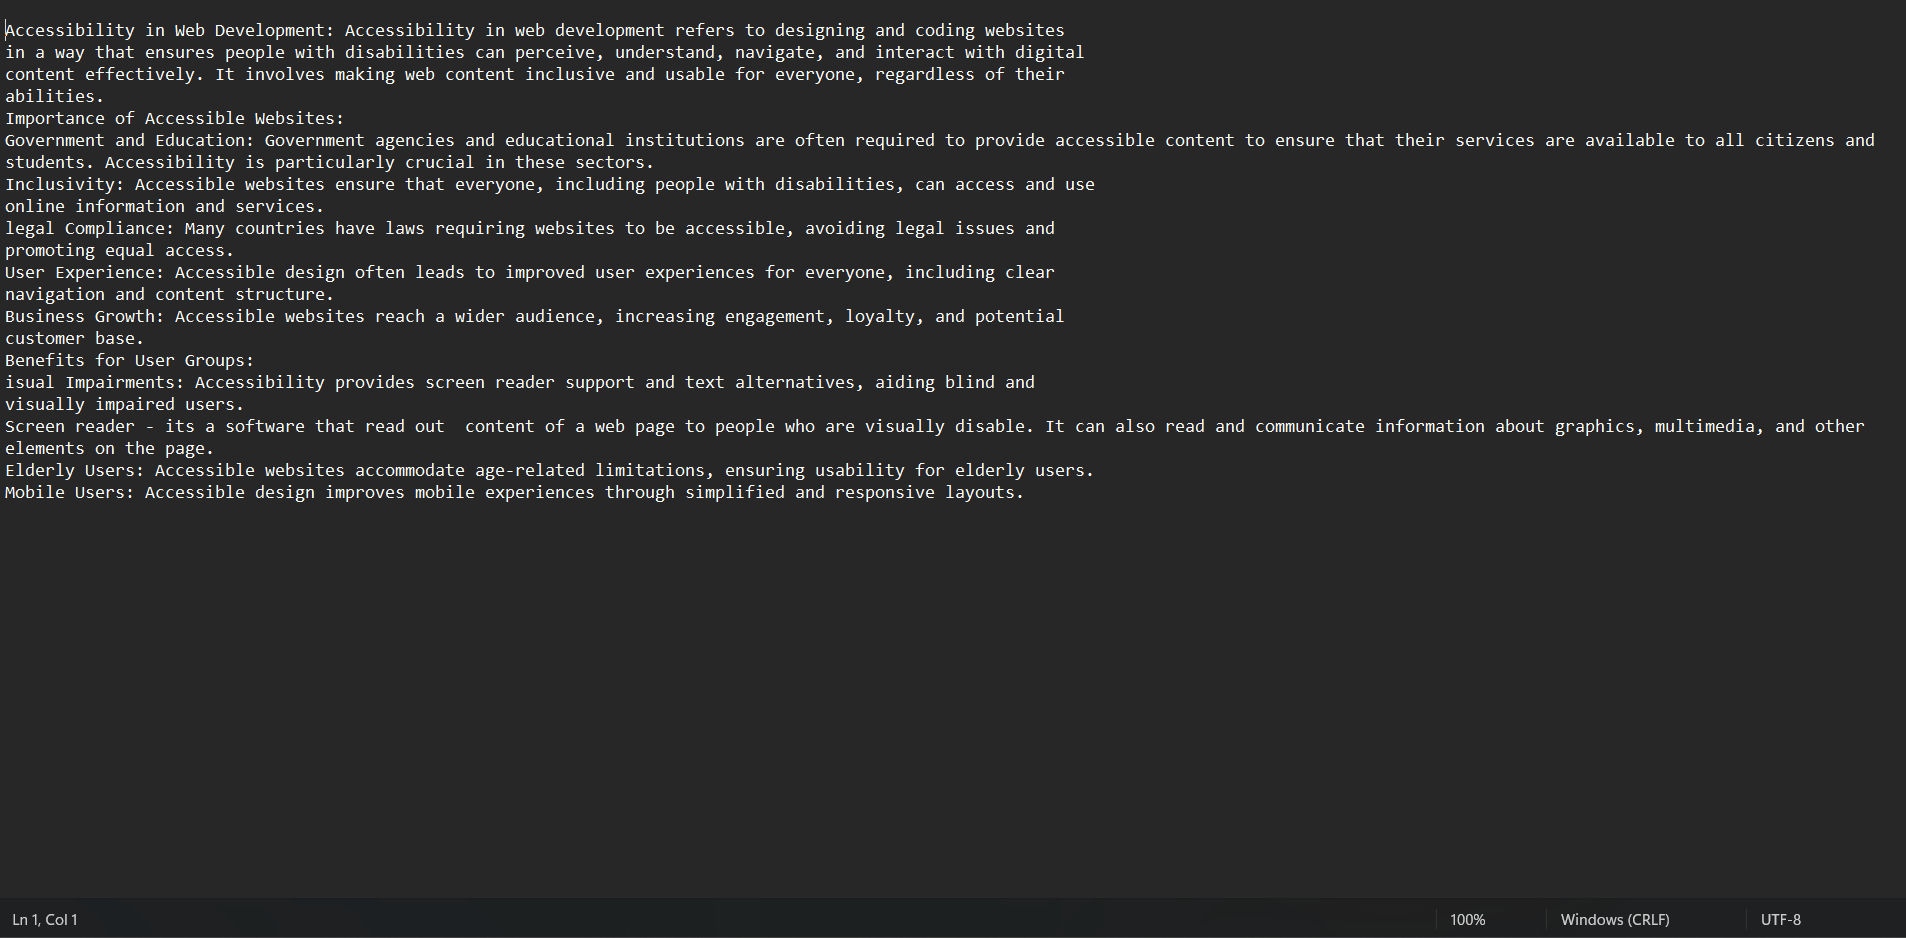 Accessibility in Web Development: Accessibility in web development refers to designing and coding websites
in a way that ensures people with disabilities can perceive, understand, navigate, and interact with digital
content effectively. It involves making web content inclusive and usable for everyone, regardless of their
abilities.
Importance of Accessible Websites:
Government and Education: Government agencies and educational institutions are often required to provide accessible content to ensure that their services are available to all citizens and
students. Accessibility is particularly crucial in these sectors.
Inclusivity: Accessible websites ensure that everyone, including people with disabilities, can access and use
online information and services.
legal Compliance: Many countries have laws requiring websites to be accessible, avoiding legal issues and
promoting equal access.
User Experience: Accessible design often leads to improved user experiences for everyone, including clear
navigation and content structure.
Business Growth: Accessible websites reach a wider audience, increasing engagement, loyalty, and potential
customer base.
Benefits for User Groups:
isual Impairments: Accessibility provides screen reader support and text alternatives, aiding blind and
visually impaired users.
Screen reader - its a software that read out  content of a web page to people who are visually disable. It can also read and communicate information about graphics, multimedia, and other
elements on the page.
Elderly Users: Accessible websites accommodate age-related limitations, ensuring usability for elderly users.
Mobile Users: Accessible design improves mobile experiences through simplified and responsive layouts.
Ln 1, Col 1 100% Windows (CRLF) UTF-8